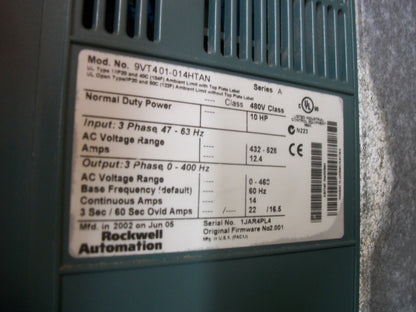 Mod. No. 9VT401-014HTAN
Series A
UL Type 1/IP20 and 40C (104F) Ambient Limit with Top Plate Label
UL Open Type/IP20 and 50C (122F) Ambient Limit without Top Plate Label
---- Class 480V Class
Normal Duty Power 10 HP
UL
N223
Input: 3 Phase, 47 - 63 Hz
AC Voltage Range 432 - 528
Amps 12.4
Output: 3 Phase, 0 - 400 Hz
AC Voltage Range 0 - 460
Base Frequency (default) 60 Hz
Continuous Amps 14
3 Sec / 60 Sec Ovld Amps ---- / ---- 22 / 16.5
Mfd. in 2002 on Jun 05
Serial No. 1JAR4PL4
Original Firmware No. 2.001
Rockwell
Automation